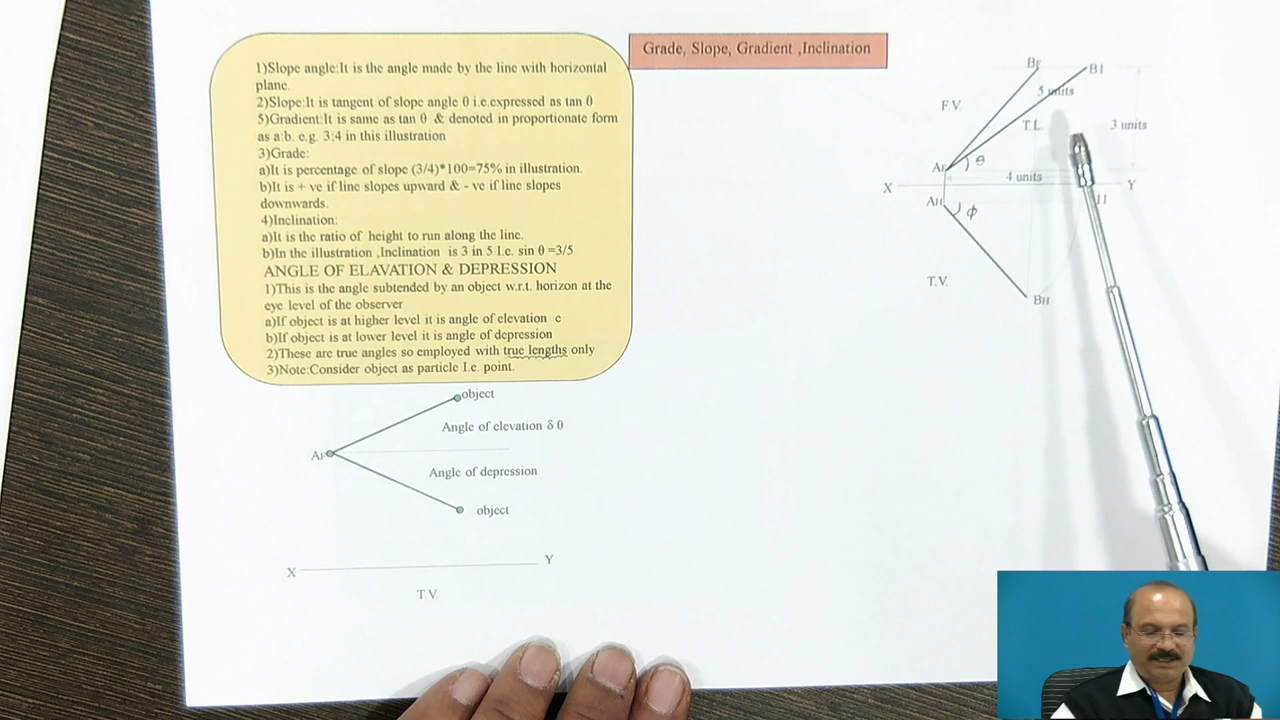 Grade, Slope, Gradient ,Inclination
1)Slope angle:It is the angle made by the line with horizontal
plane.
2)Slope:It is tangent of slope angle θ i.e.expressed as tan θ
5)Gradient:It is same as tan θ & denoted in proportionate form
as a:b. e.g. 3:4 in this illustration
3)Grade:
a)It is percentage of slope (3/4)*100=75% in illustration.
b)It is + ve if line slopes upward & - ve if line slopes
downwards.
4)Inclination:
a)It is the ratio of height to run along the line.
b)In the illustration ,Inclination is 3 in 5 I.e. sin θ =3/5
ANGLE OF ELAVATION & DEPRESSION
1)This is the angle subtended by an object w.r.t. horizon at the
eye level of the observer
a)If object is at higher level it is angle of elevation e
b)If object is at lower level it is angle of depression
2)These are true angles so employed with true lengths only
3)Note:Consider object as particle I.e. point.
object
Angle of elevation δ θ
AF
Angle of depression
object
X
Y
T.V.
BF
B1
5 units
F.V
T.L.
3 units
AF
θ
4 units
X
Y
AH
φ
T.V.
BH